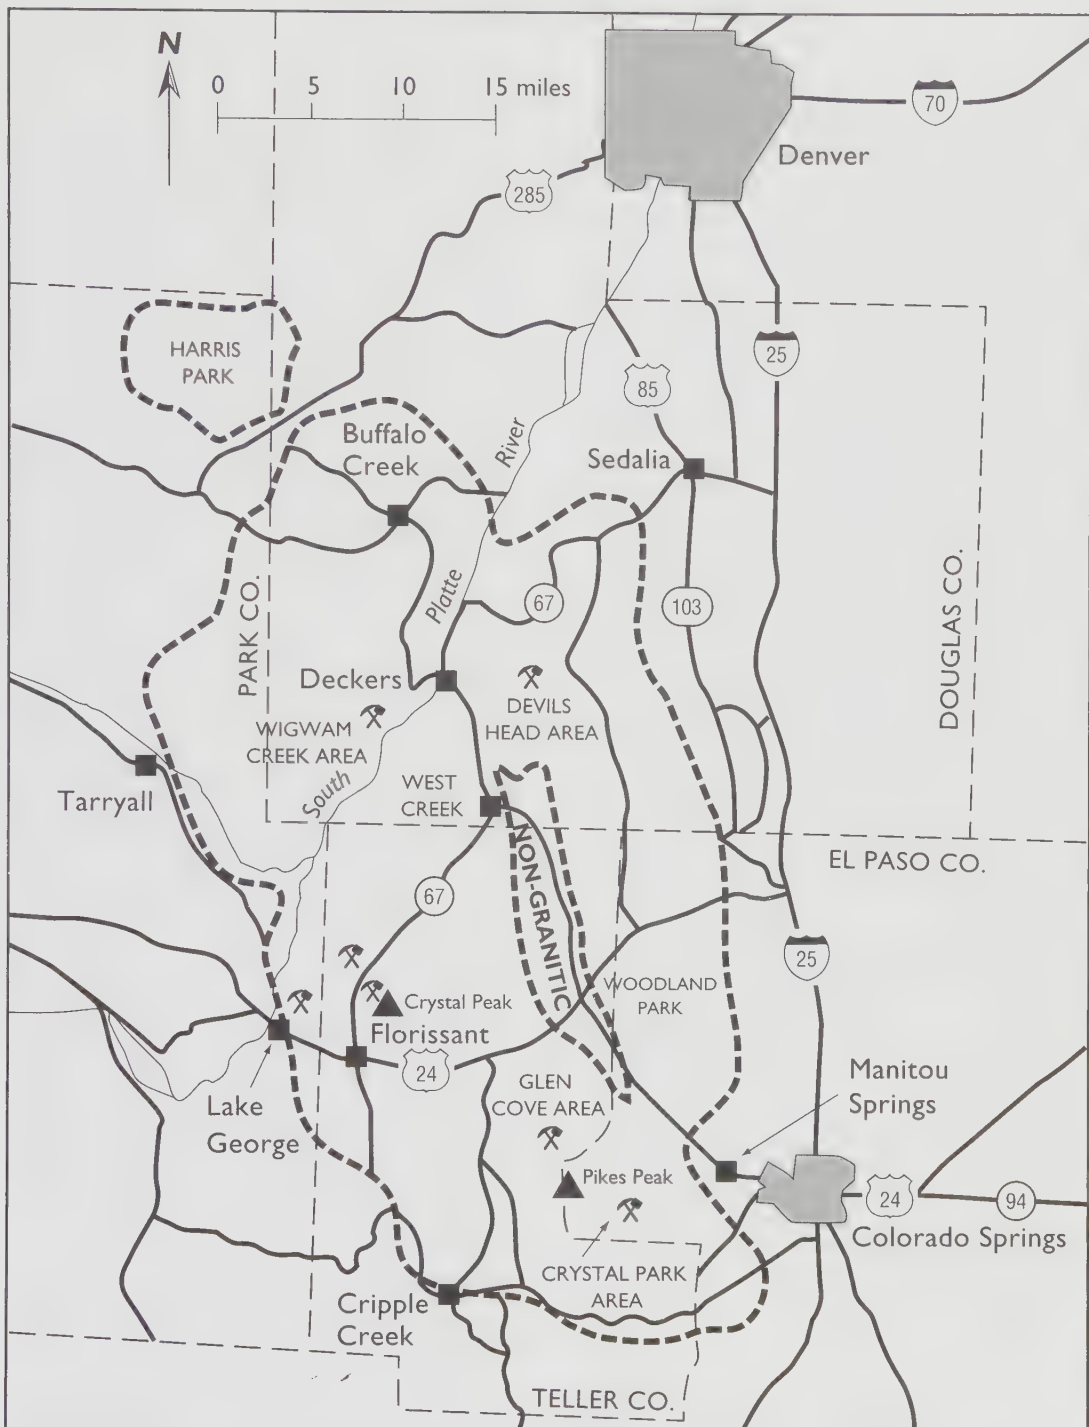 N
0 5 10 15 miles
70
Denver
285
25
HARRIS
PARK
85
Buffalo
Creek
River
Sedalia
PARK CO.
Platte
67
103
DOUGLAS CO.
Deckers
DEVILS
HEAD AREA
WIGWAM
CREEK AREA
Tarryall
South
WEST
CREEK
NON-GRANITIC
EL PASO CO.
67
25
WOODLAND
PARK
Crystal Peak
Florissant
24
Lake
George
GLEN
COVE AREA
Manitou
Springs
Pikes Peak
24
94
Colorado Springs
CRYSTAL PARK
AREA
Cripple
Creek
TELLER CO.